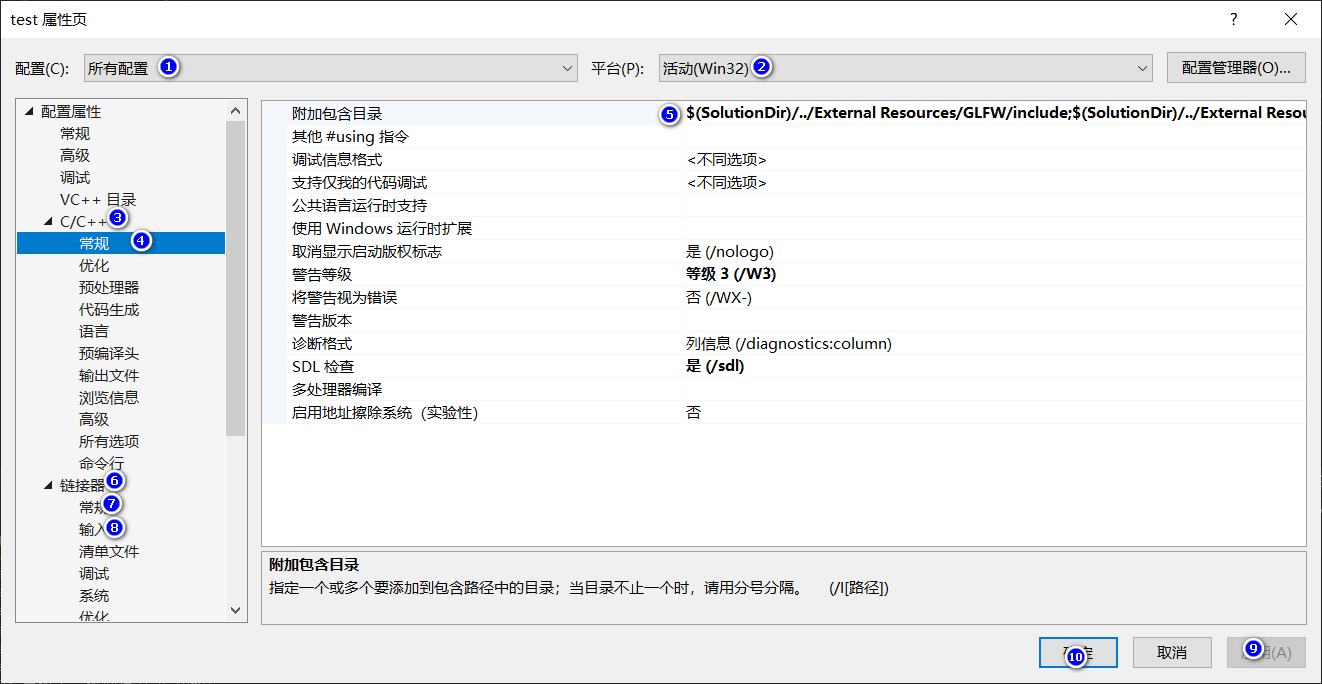 test 属性页
?
配置(C): 所有配置 1 平台(P): 活动(Win32) 2 配置管理器(O)...
配置属性
常规
高级
调试
VC++ 目录
C/C++ 3
常规 4
优化
预处理器
代码生成
语言
预编译头
输出文件
浏览信息
高级
所有选项
命令行
链接器 6
常规 7
输入 8
清单文件
调试
系统
优化
附加包含目录 5 $(SolutionDir)/../External Resources/GLFW/include;$(SolutionDir)/../External Resou
其他 #using 指令
调试信息格式 <不同选项>
支持仅我的代码调试 <不同选项>
公共语言运行时支持
使用 Windows 运行时扩展
取消显示启动版权标志 是 (/nologo)
警告等级 等级 3 (/W3)
将警告视为错误 否 (/WX-)
警告版本
诊断格式 列信息 (/diagnostics:column)
SDL 检查 是 (/sdl)
多处理器编译
启用地址擦除系统（实验性） 否
附加包含目录
指定一个或多个要添加到包含路径中的目录；当目录不止一个时，请用分号分隔。 (/I[路径])
10 取消 9 (A)